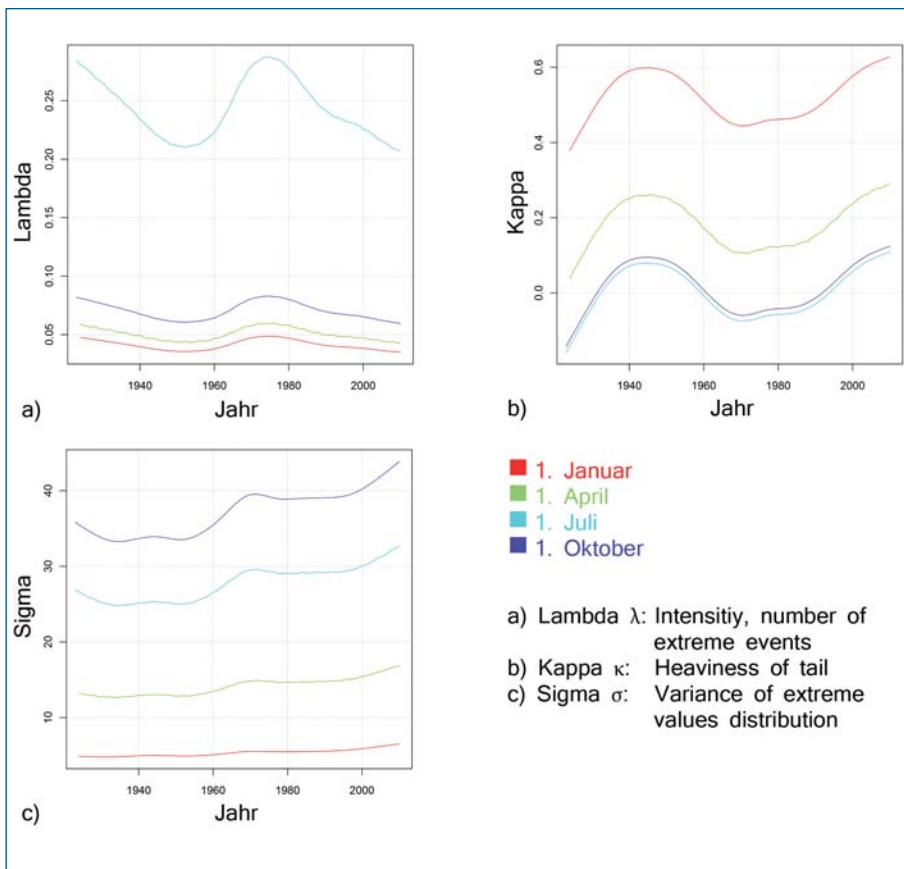 0.25
0.20
0.15
0.10
0.05
Lambda
1940 1960 1980 2000
a) Jahr
0.6
0.4
0.2
0.0
Kappa
1940 1960 1980 2000
b) Jahr
40
30
20
10
Sigma
1940 1960 1980 2000
c) Jahr
1. Januar
1. April
1. Juli
1. Oktober
a) Lambda λ: Intensitiy, number of
extreme events
b) Kappa κ: Heaviness of tail
c) Sigma σ: Variance of extreme
values distribution